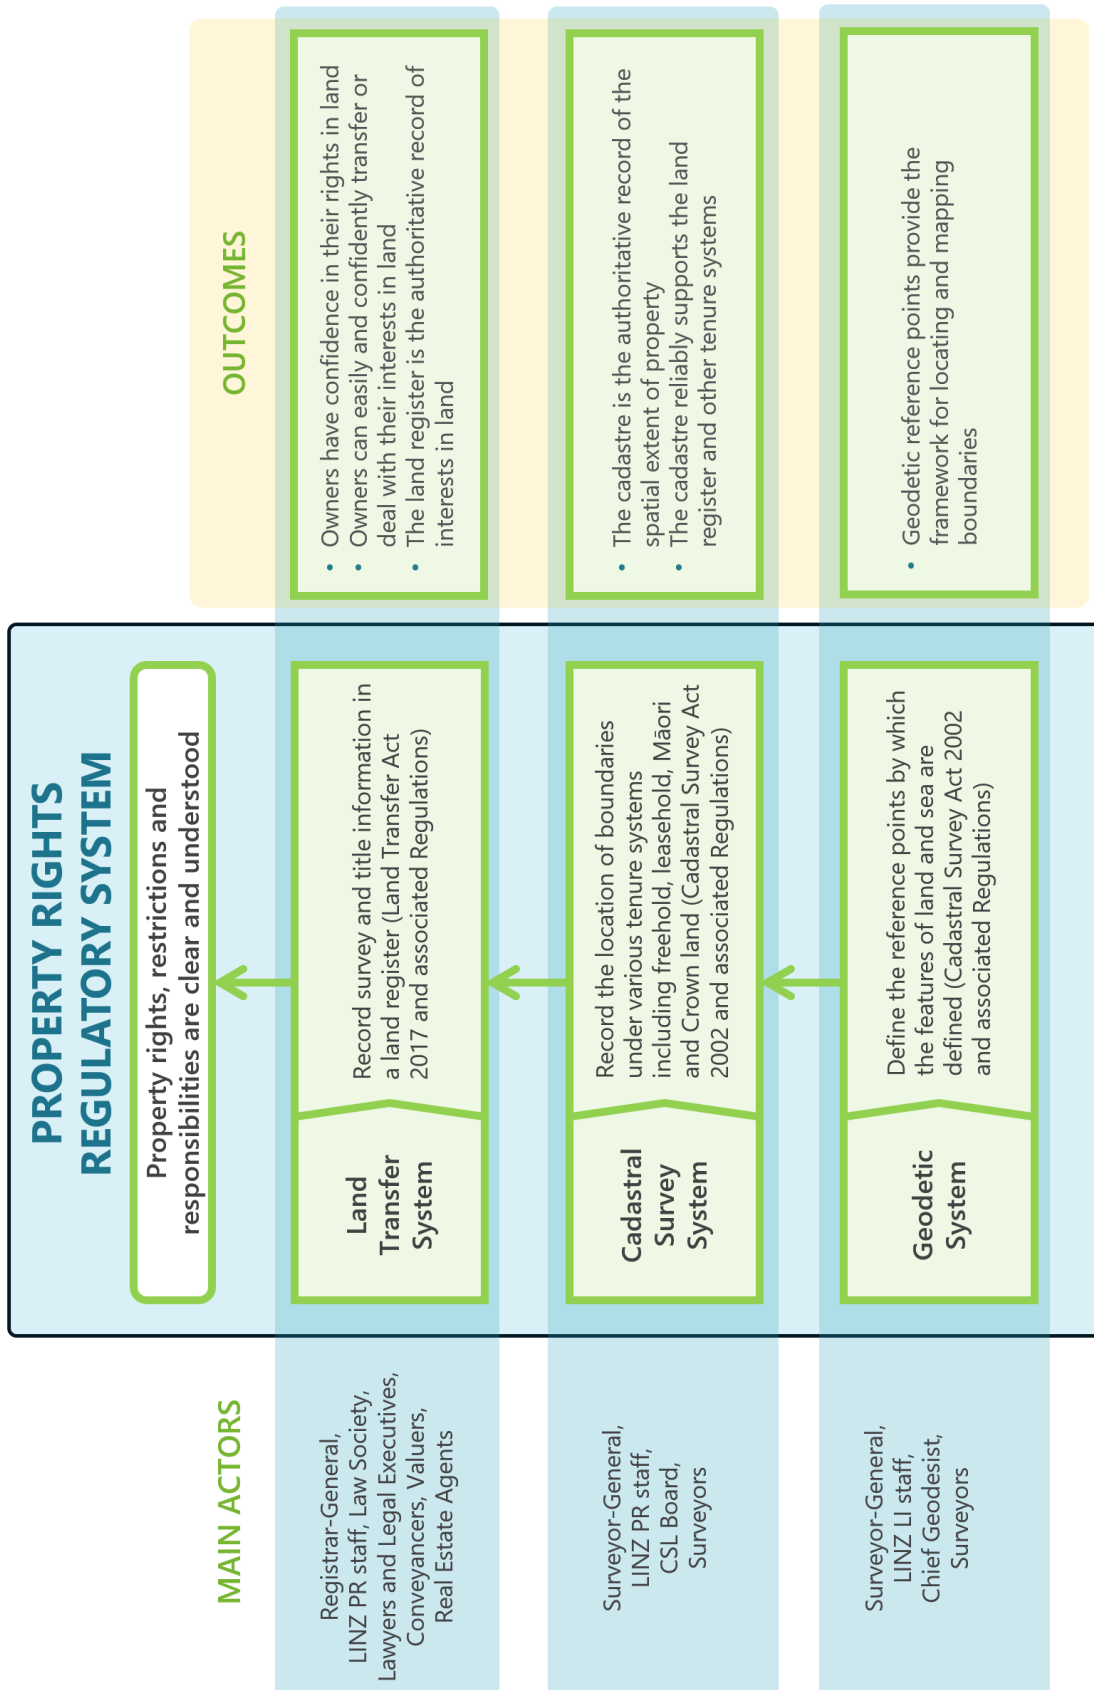 PROPERTY RIGHTS
REGULATORY SYSTEM
MAIN ACTORS
OUTCOMES
Property rights, restrictions and
responsibilities are clear and understood
Registrar-General,
LINZ PR staff, Law Society,
Lawyers and Legal Executives,
Conveyancers, Valuers,
Real Estate Agents
Land
Transfer
System
Record survey and title information in
a land register (Land Transfer Act
2017 and associated Regulations)
• Owners have confidence in their rights in land
• Owners can easily and confidently transfer or
deal with their interests in land
• The land register is the authoritative record of
interests in land
Surveyor-General,
LINZ PR staff,
CSL Board,
Surveyors
Cadastral
Survey
System
Record the location of boundaries
under various tenure systems
including freehold, leasehold, Māori
and Crown land (Cadastral Survey Act
2002 and associated Regulations)
• The cadastre is the authoritative record of the
spatial extent of property
• The cadastre reliably supports the land
register and other tenure systems
Surveyor-General,
LINZ LI staff,
Chief Geodesist,
Surveyors
Geodetic
System
Define the reference points by which
the features of land and sea are
defined (Cadastral Survey Act 2002
and associated Regulations)
• Geodetic reference points provide the
framework for locating and mapping
boundaries